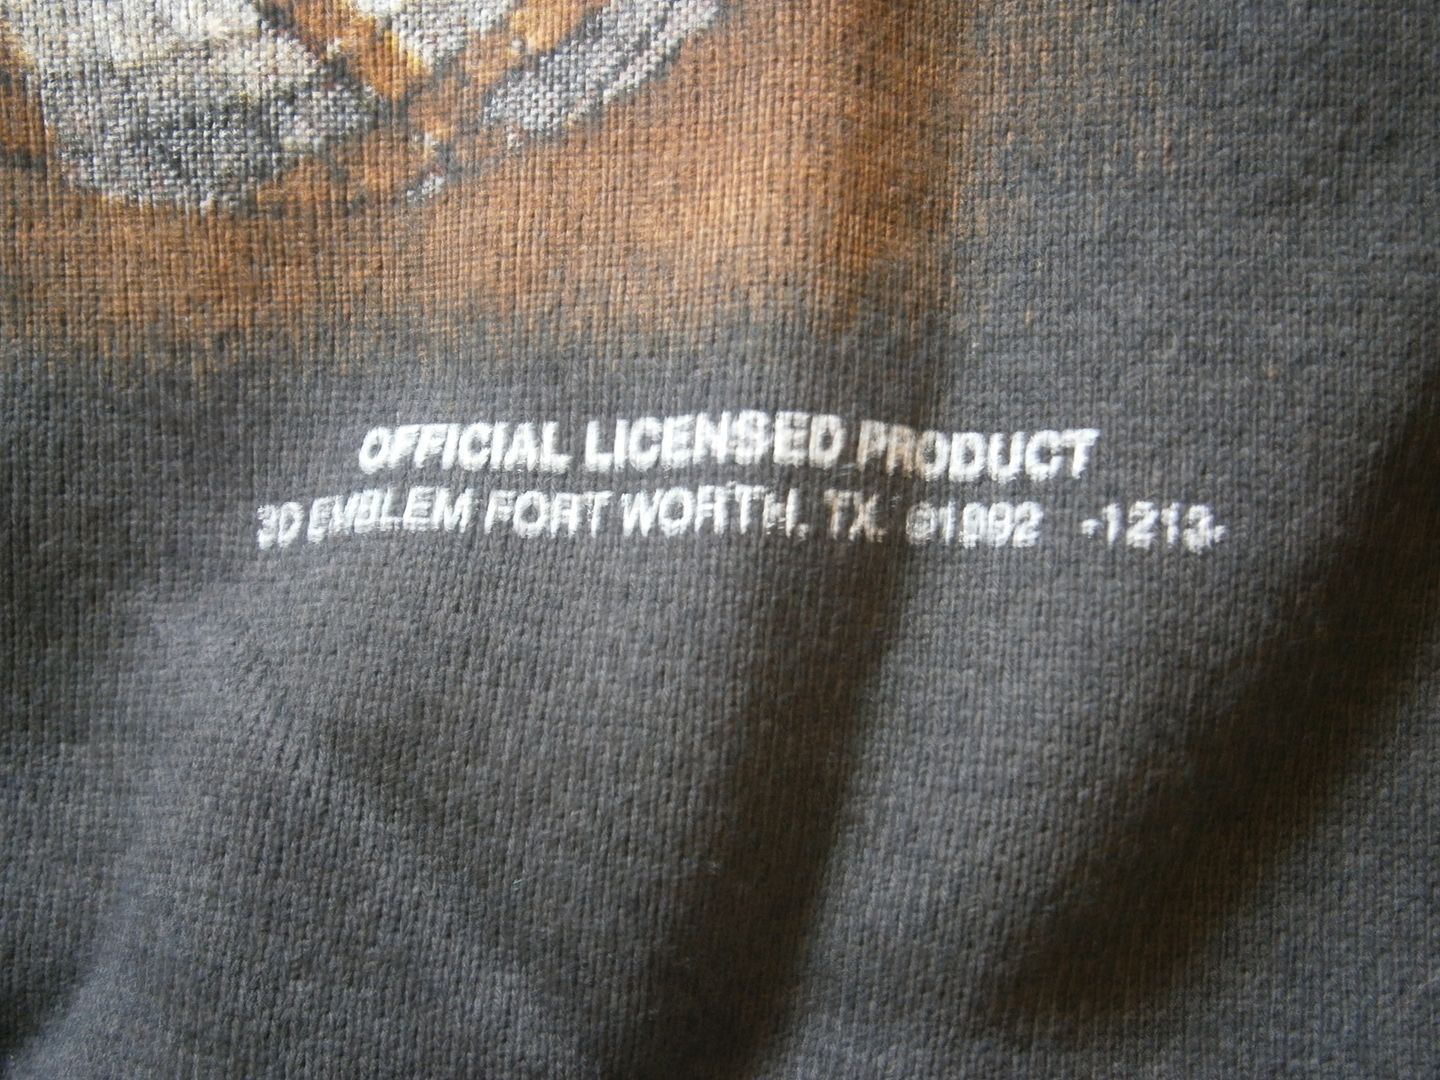 OFFICIAL LICENSED PRODUCT
3D EMBLEM FORT WORTH, TX. ©1992 -1213-